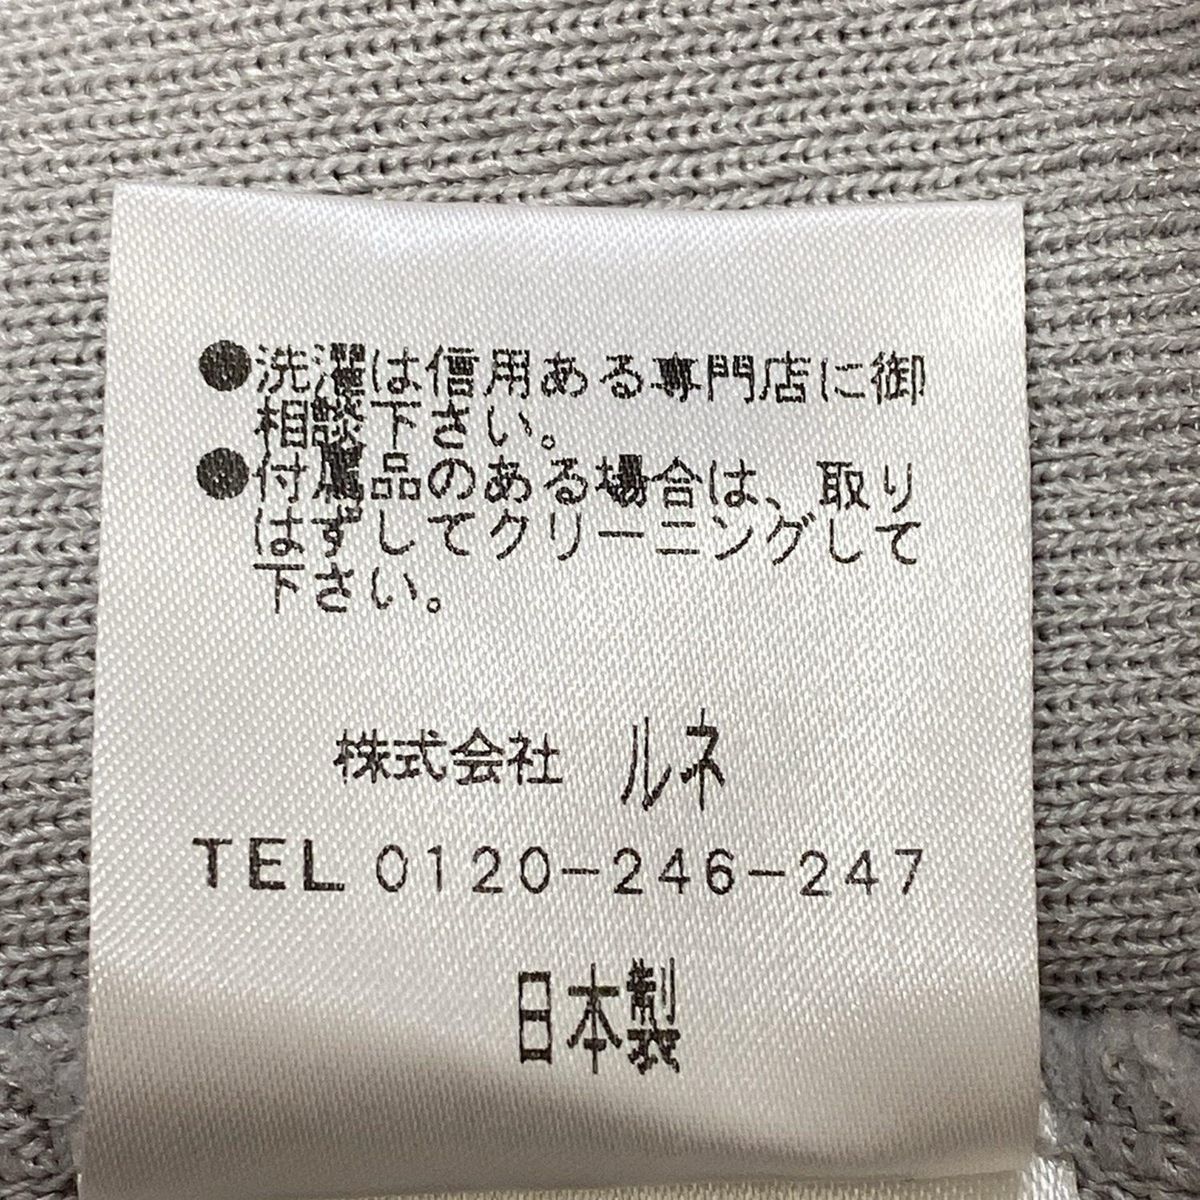 ●洗濯は信用ある専門店に御
相談下さい。
●付属品のある場合は、取り
はずしてクリーニングして
下さい。
株式会社 ルネ
TEL 0120-246-247
日本製